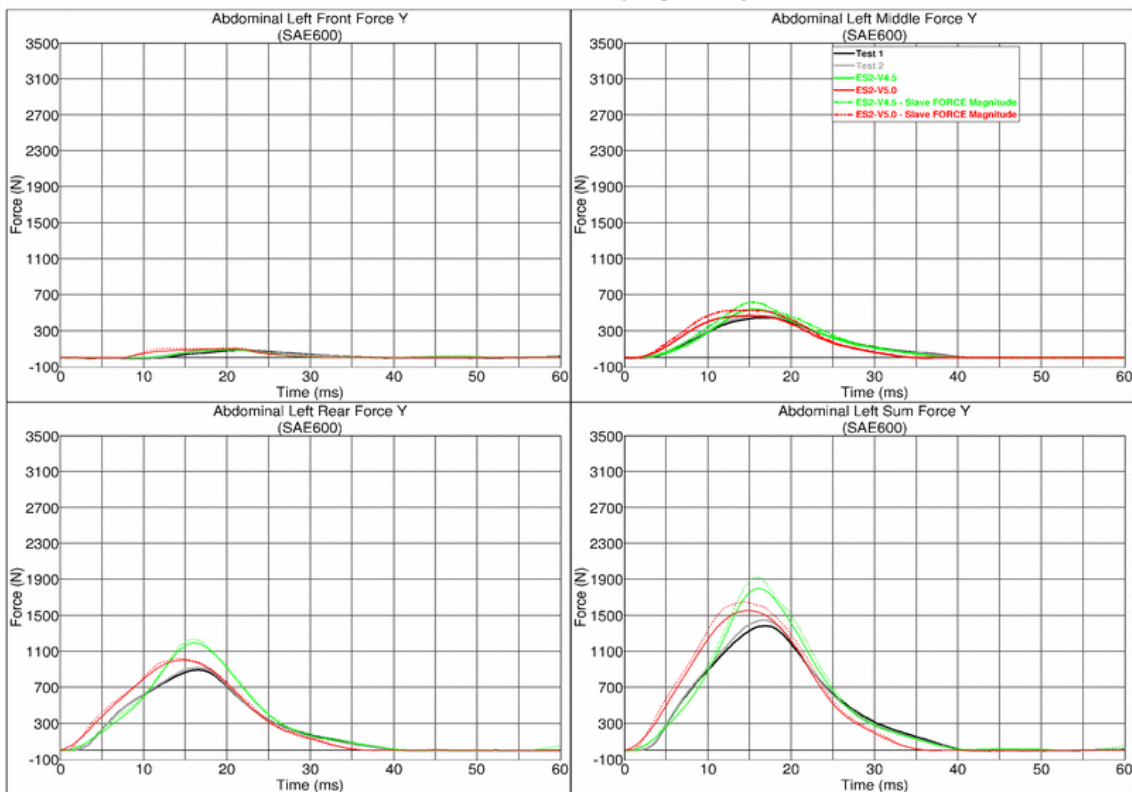 Abdominal Left Front Force Y
(SAE600)
3500
3100
2700
2300
1900
1500
1100
700
300
-100
Force (N)
0 10 20 30 40 50 60
Time (ms)
Abdominal Left Middle Force Y
(SAE600)
Test 1
Test 2
ES2-V4.5
ES2-V5.0
ES2-V4.5 - Slave FORCE Magnitude
ES2-V5.0 - Slave FORCE Magnitude
3500
3100
2700
2300
1900
1500
1100
700
300
-100
Force (N)
0 10 20 30 40 50 60
Time (ms)
Abdominal Left Rear Force Y
(SAE600)
3500
3100
2700
2300
1900
1500
1100
700
300
-100
Force (N)
0 10 20 30 40 50 60
Time (ms)
Abdominal Left Sum Force Y
(SAE600)
3500
3100
2700
2300
1900
1500
1100
700
300
-100
Force (N)
0 10 20 30 40 50 60
Time (ms)